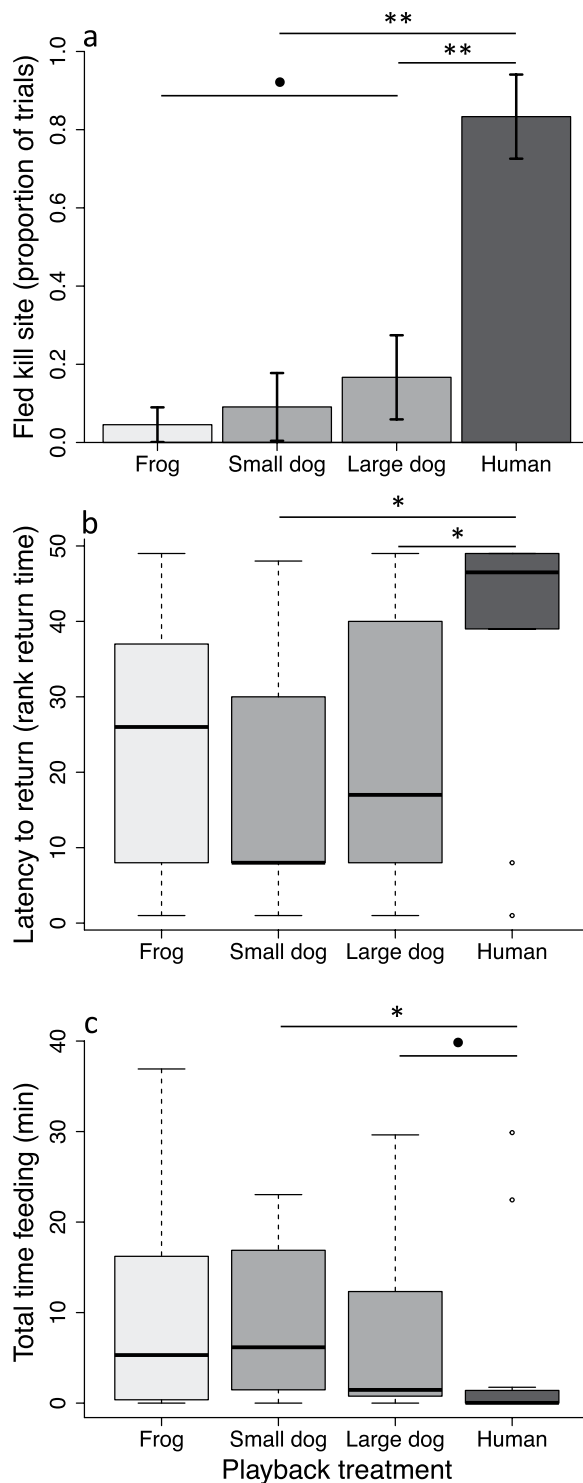 a
**
**
•
Fled kill site (proportion of trials)
1.0
0.8
0.6
0.4
0.2
0.0
Frog Small dog Large dog Human
b
*
*
Latency to return (rank return time)
50
40
30
20
10
0
Frog Small dog Large dog Human
c
*
•
Total time feeding (min)
40
30
20
10
0
Frog Small dog Large dog Human
Playback treatment